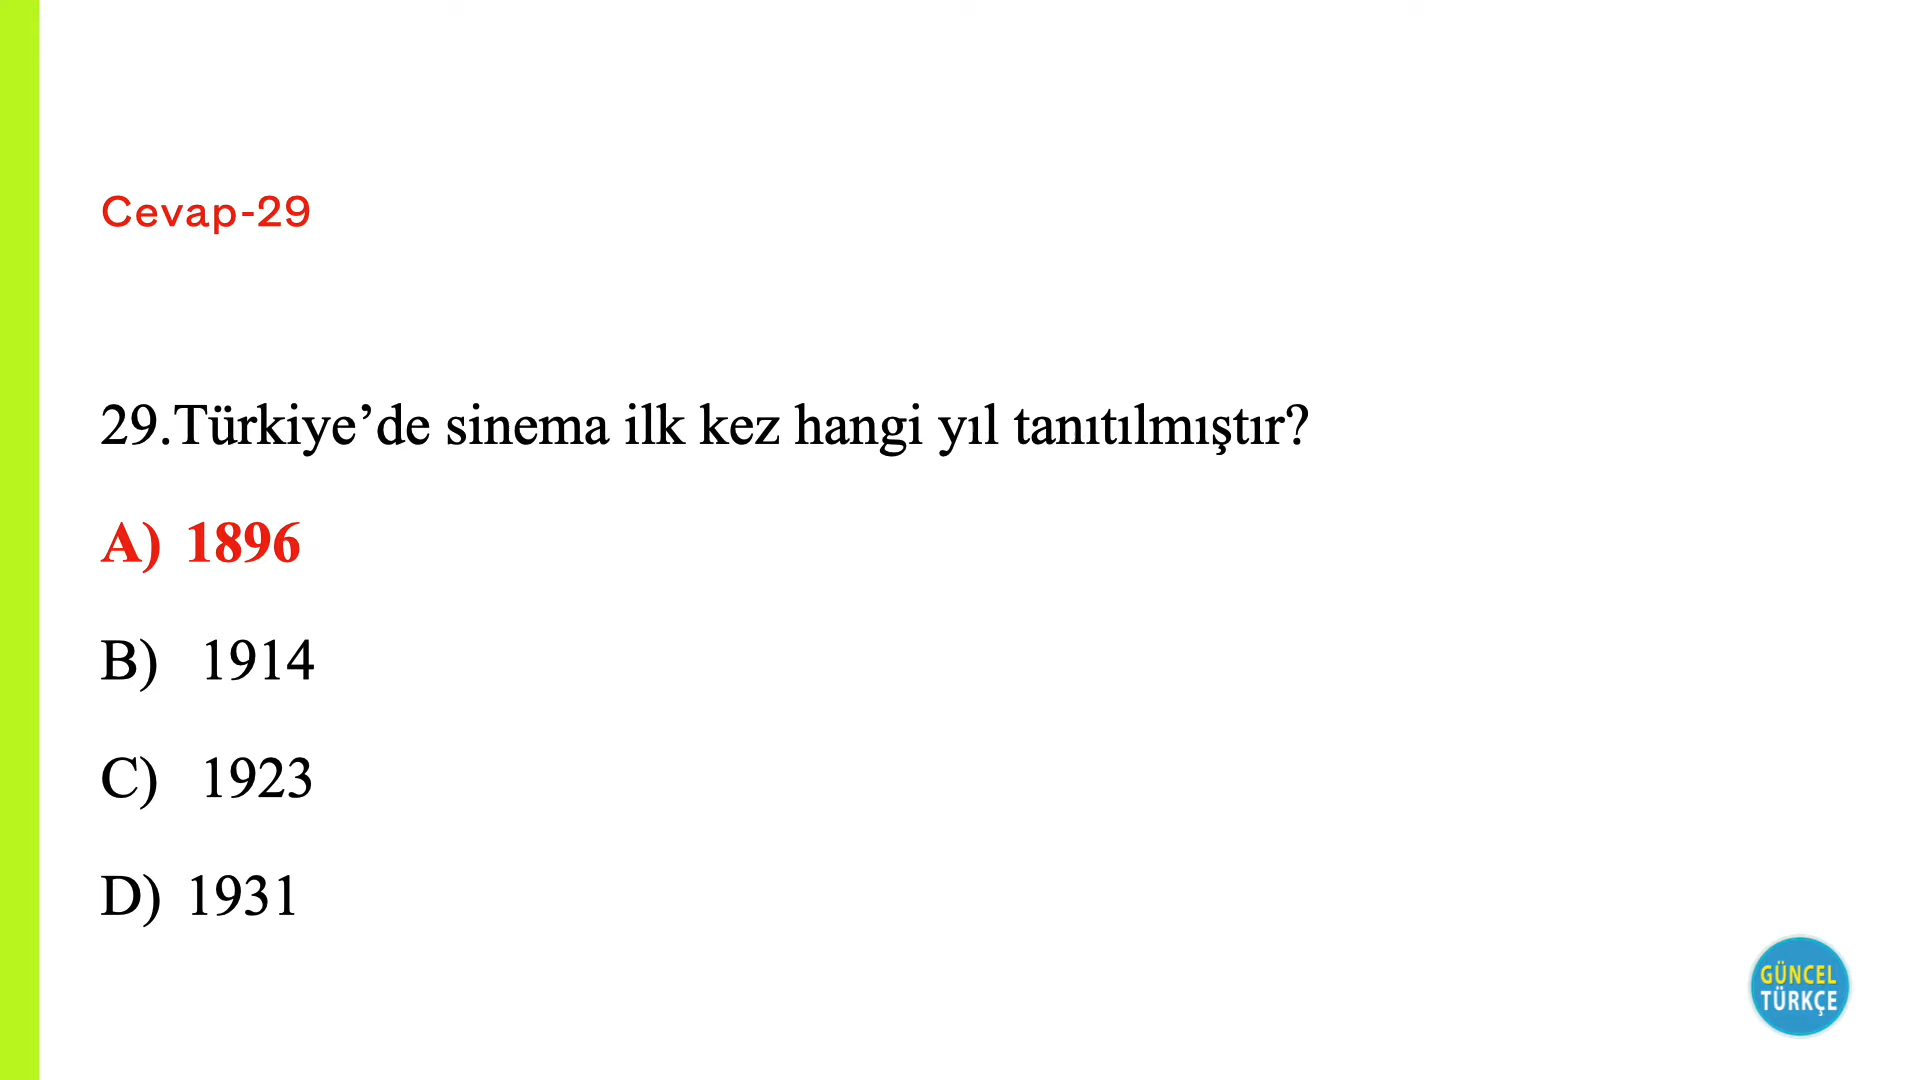 Cevap-29
29.Türkiye’de sinema ilk kez hangi yıl tanıtılmıştır?
A) 1896
B) 1914
C) 1923
D) 1931
GÜNCEL
TÜRKÇE